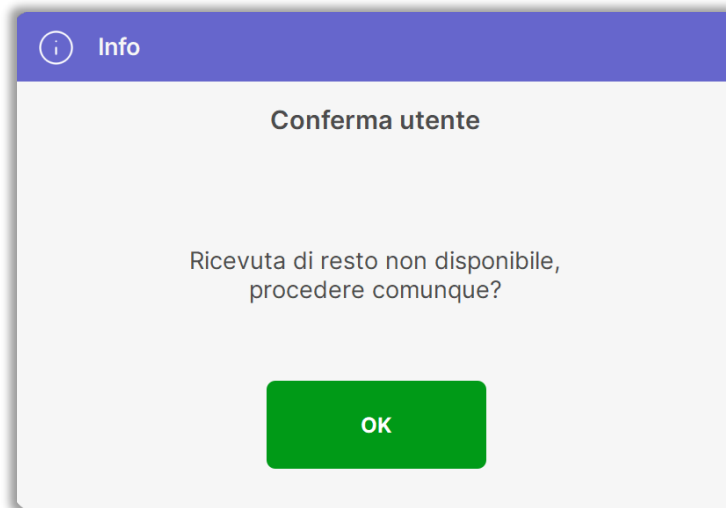 Info
Conferma utente
Ricevuta di resto non disponibile,
procedere comunque?
OK